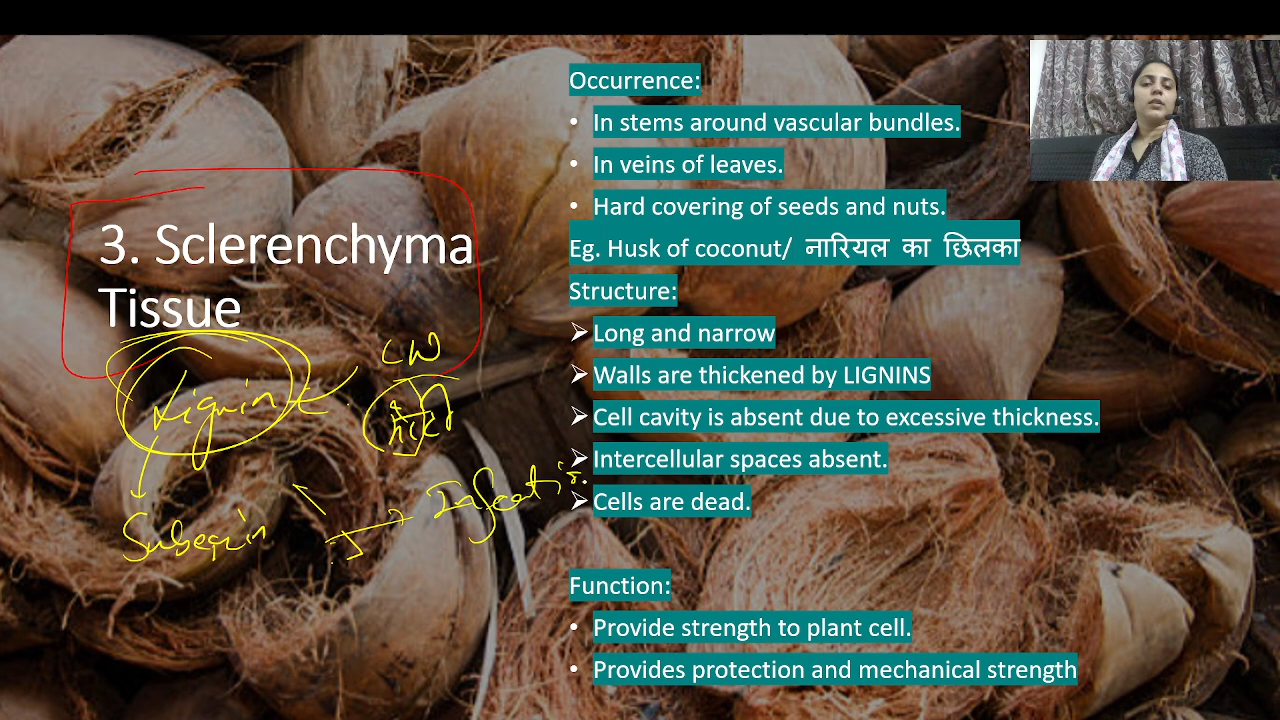 3. Sclerenchyma
Tissue
Lignin
CW
Suberin
Infection
Occurrence:
• In stems around vascular bundles.
• In veins of leaves.
• Hard covering of seeds and nuts.
Eg. Husk of coconut/ नारियल का छिलका
Structure:
➢ Long and narrow
➢ Walls are thickened by LIGNINS
➢ Cell cavity is absent due to excessive thickness.
➢ Intercellular spaces absent.
➢ Cells are dead.
Function:
• Provide strength to plant cell.
• Provides protection and mechanical strength